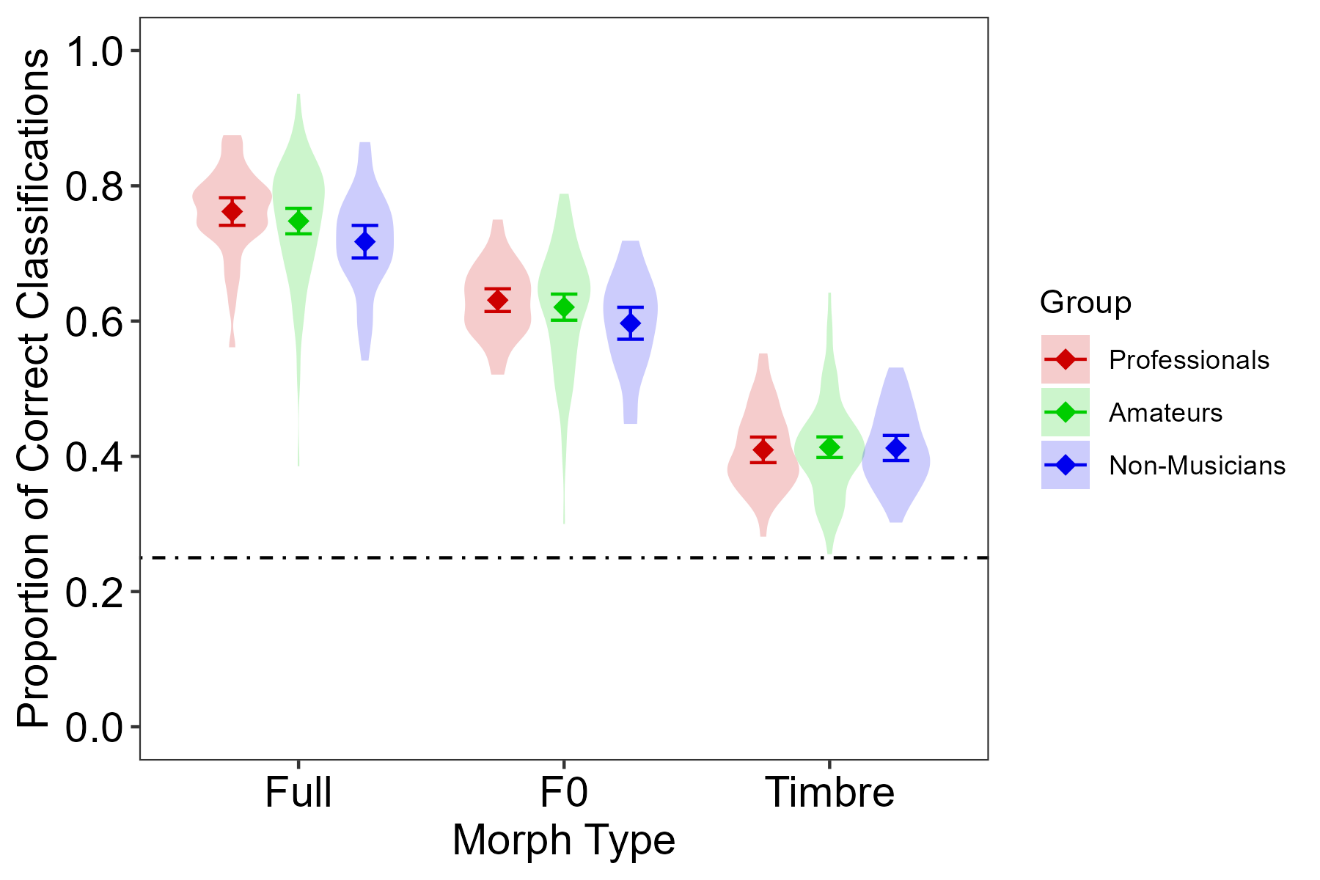 Proportion of Correct Classifications
1.0
0.8
0.6
0.4
0.2
0.0
Full F0 Timbre
Morph Type
Group
Professionals
Amateurs
Non-Musicians